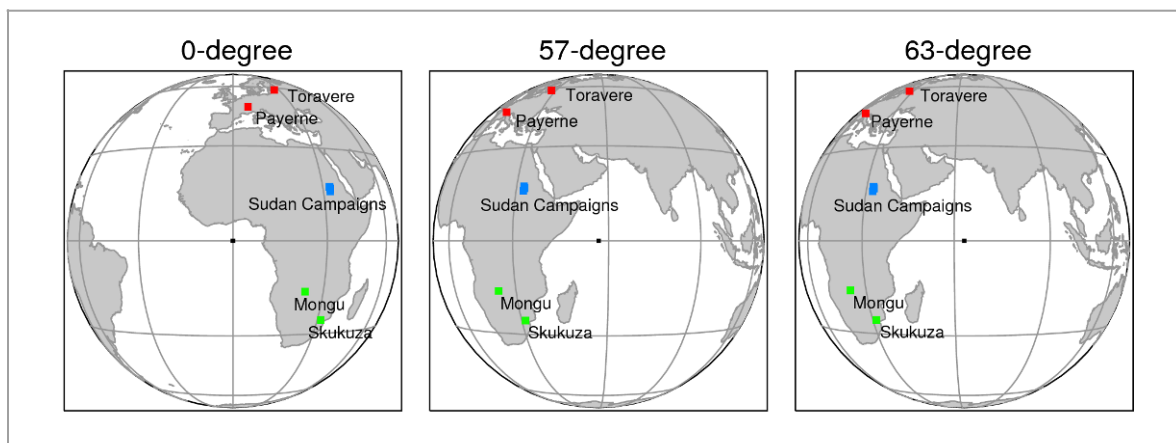 0-degree
57-degree
63-degree
Toravere
Payerne
Sudan Campaigns
Mongu
Skukuza
Toravere
Payerne
Sudan Campaigns
Mongu
Skukuza
Toravere
Payerne
Sudan Campaigns
Mongu
Skukuza